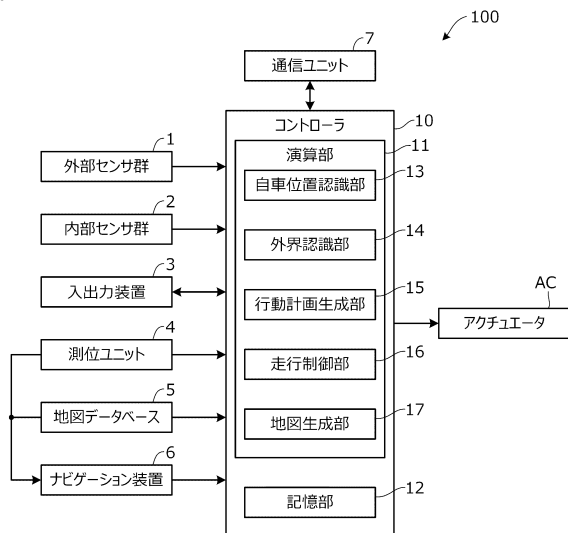 100
7
通信ユニット
コントローラ
10
演算部
11
自車位置認識部
13
外界認識部
14
行動計画生成部
15
走行制御部
16
地図生成部
17
記憶部
12
1
外部センサ群
2
内部センサ群
3
入出力装置
4
測位ユニット
5
地図データベース
6
ナビゲーション装置
AC
アクチュエータ